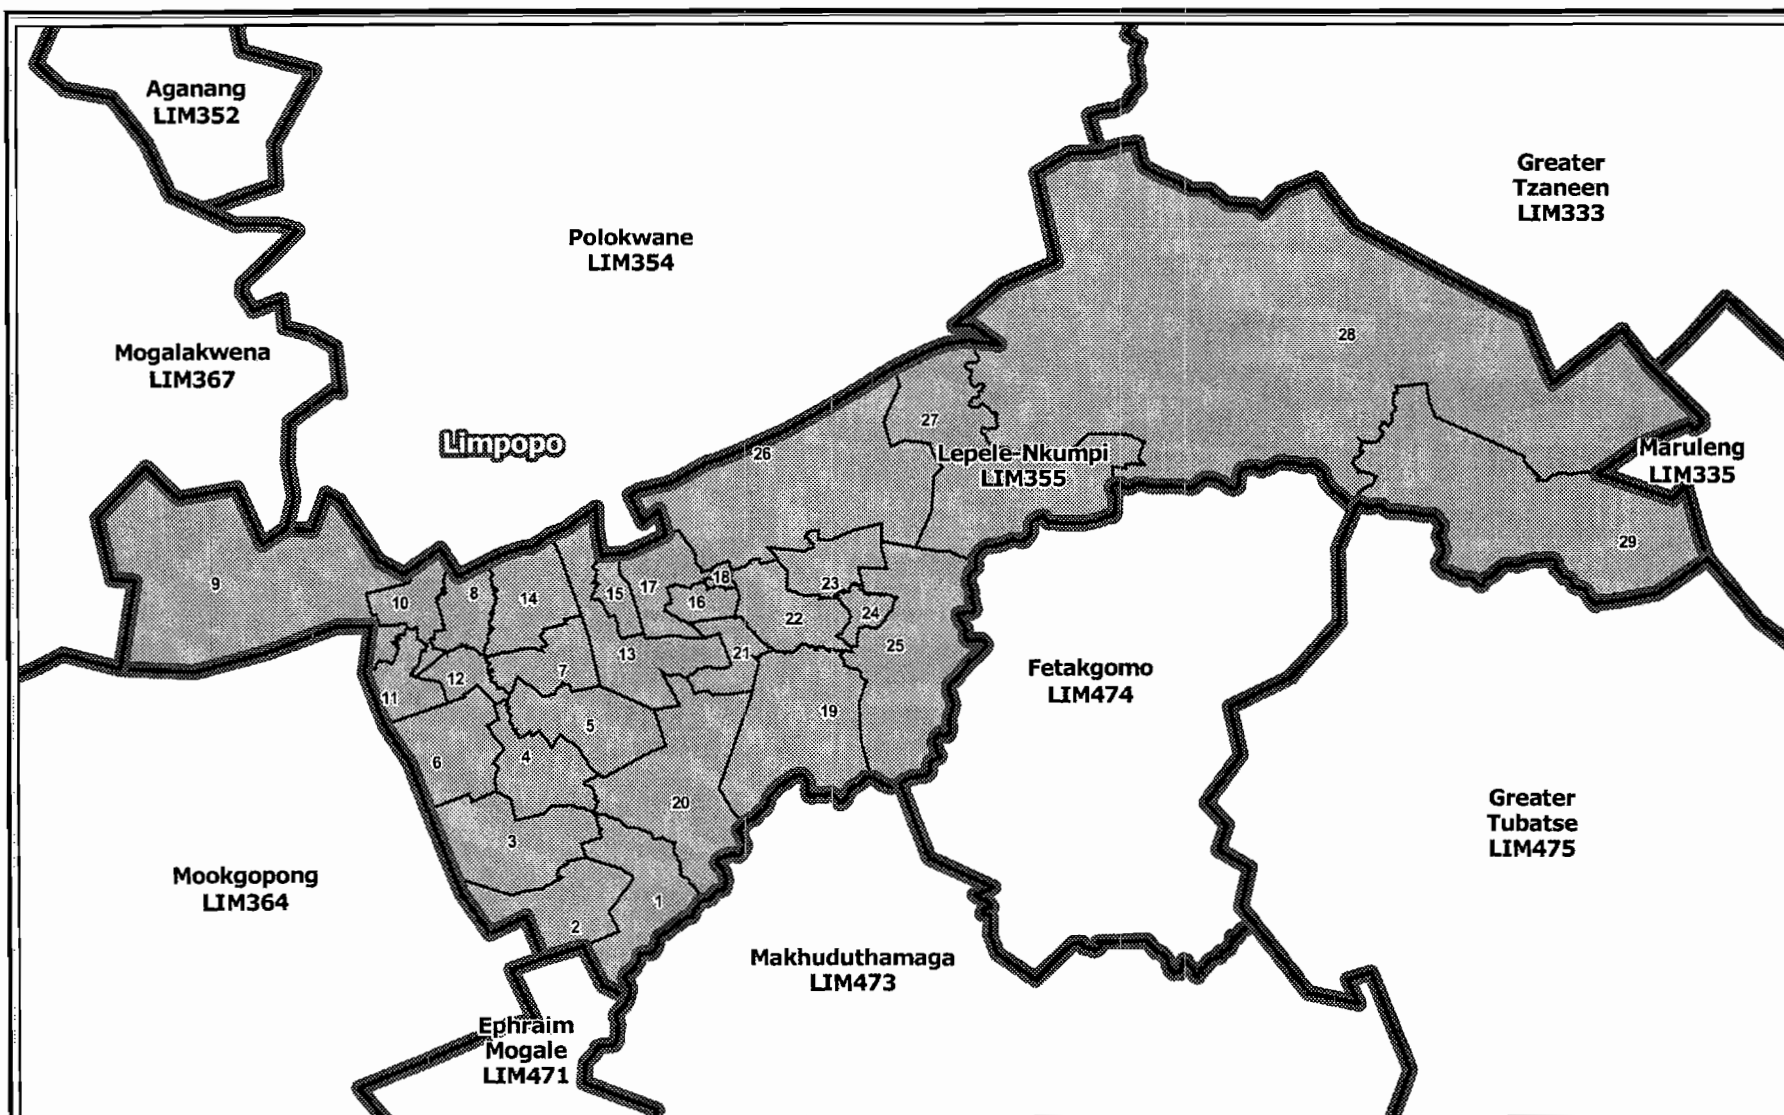 Aganang
LIM352
Greater
Tzaneen
LIM333
Polokwane
LIM354
Mogalakwena
LIM367
28
Limpopo
27
26
Lepele-Nkumpi
LIM355
Maruleng
LIM335
29
9
10
8
14
15
17
18
16
23
22
24
25
13
21
7
12
11
Fetakgomo
LIM474
19
5
4
6
20
3
Greater
Tubatse
LIM475
Mookgopong
LIM364
1
2
Makhuduthamaga
LIM473
Ephraim
Mogale
LIM471